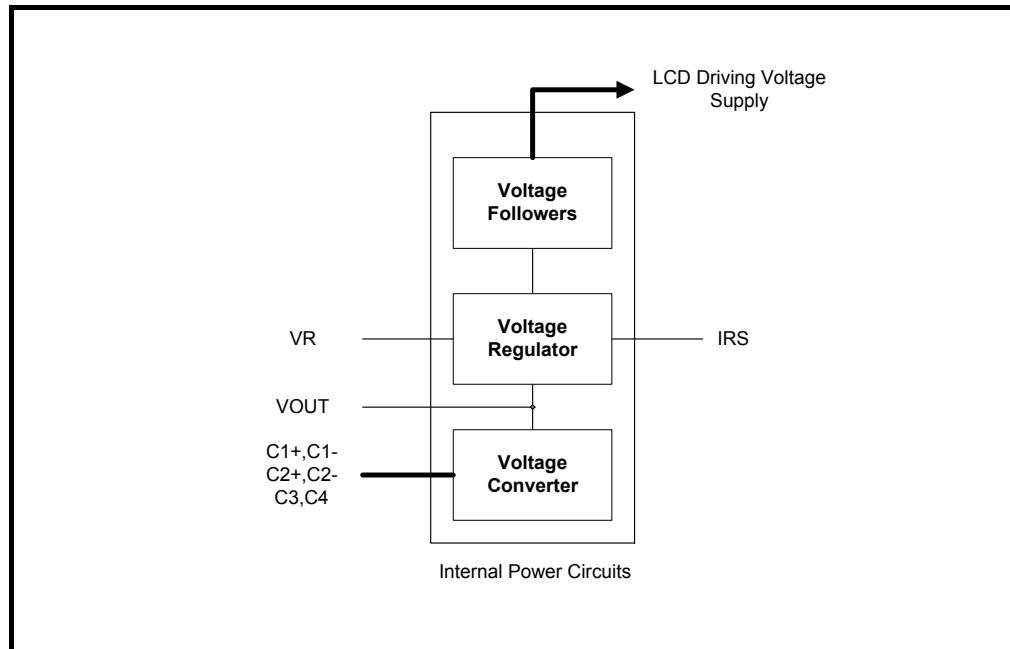 LCD Driving Voltage
Supply
Voltage
Followers
VR
Voltage
Regulator
IRS
VOUT
C1+,C1-
C2+,C2-
C3,C4
Voltage
Converter
Internal Power Circuits